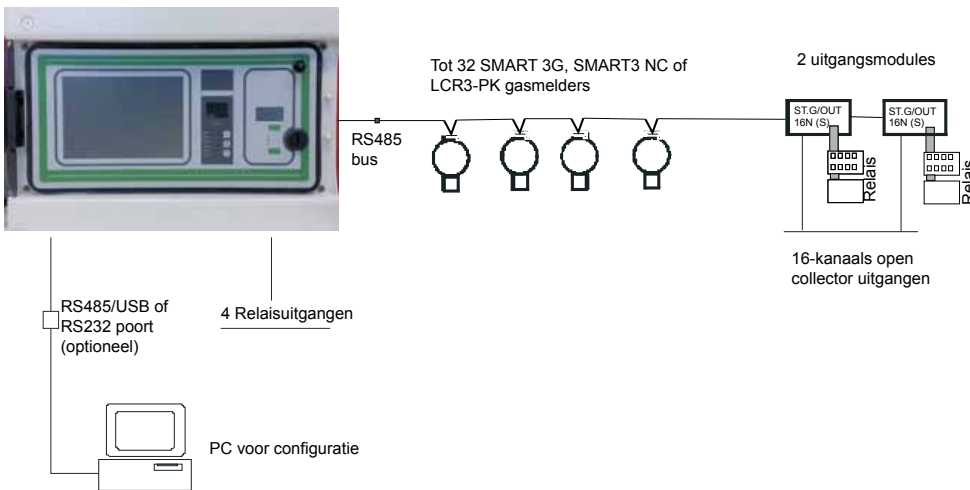 Tot 32 SMART 3G, SMART3 NC of
LCR3-PK gasmelders
2 uitgangsmodules
ST.G/OUT
16N (S)
ST.G/OUT
16N (S)
RS485
bus
Relais
Relais
16-kanaals open
collector uitgangen
RS485/USB of
RS232 poort
(optioneel)
4 Relaisuitgangen
PC voor configuratie